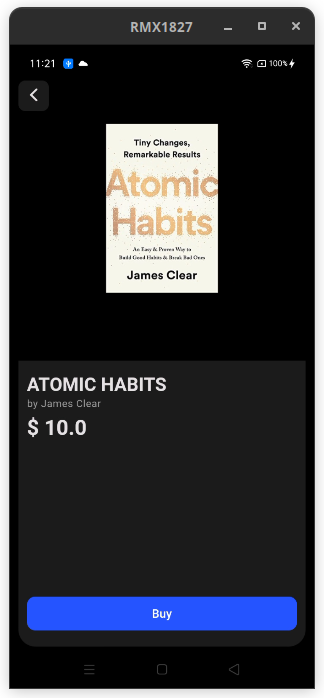 RMX1827
11:21
100%
Tiny Changes,
Remarkable Results
Atomic
Habits
An Easy & Proven Way to
Build Good Habits & Break Bad Ones
James Clear
ATOMIC HABITS
by James Clear
$ 10.0
Buy